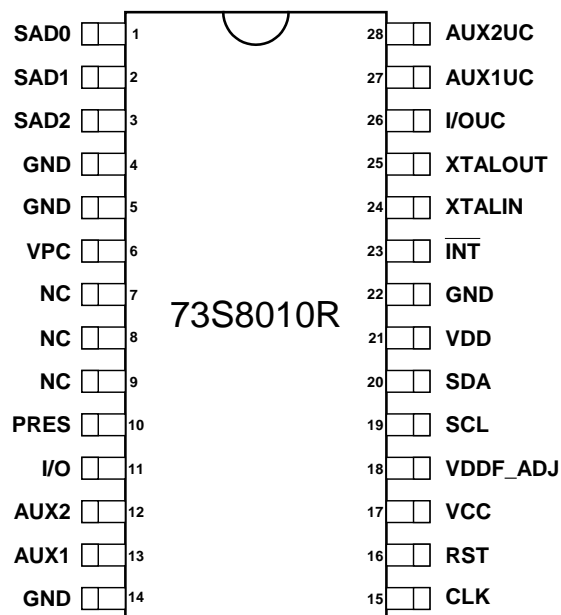 SAD0 1 28 AUX2UC
SAD1 2 27 AUX1UC
SAD2 3 26 I/OUC
GND 4 25 XTALOUT
GND 5 24 XTALIN
VPC 6 23 INT
NC 7 22 GND
73S8010R
NC 8 21 VDD
NC 9 20 SDA
PRES 10 19 SCL
I/O 11 18 VDDF_ADJ
AUX2 12 17 VCC
AUX1 13 16 RST
GND 14 15 CLK